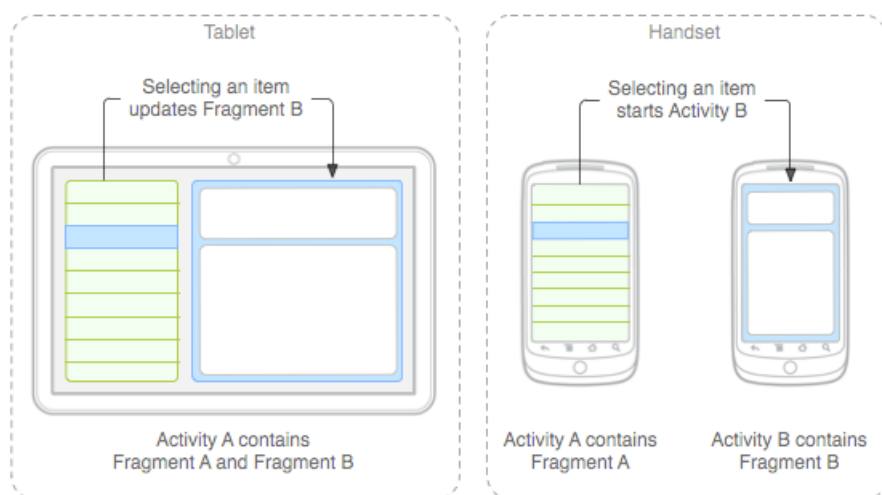 Tablet
Selecting an item
updates Fragment B
Activity A contains
Fragment A and Fragment B
Handset
Selecting an item
starts Activity B
Activity A contains
Fragment A
Activity B contains
Fragment B